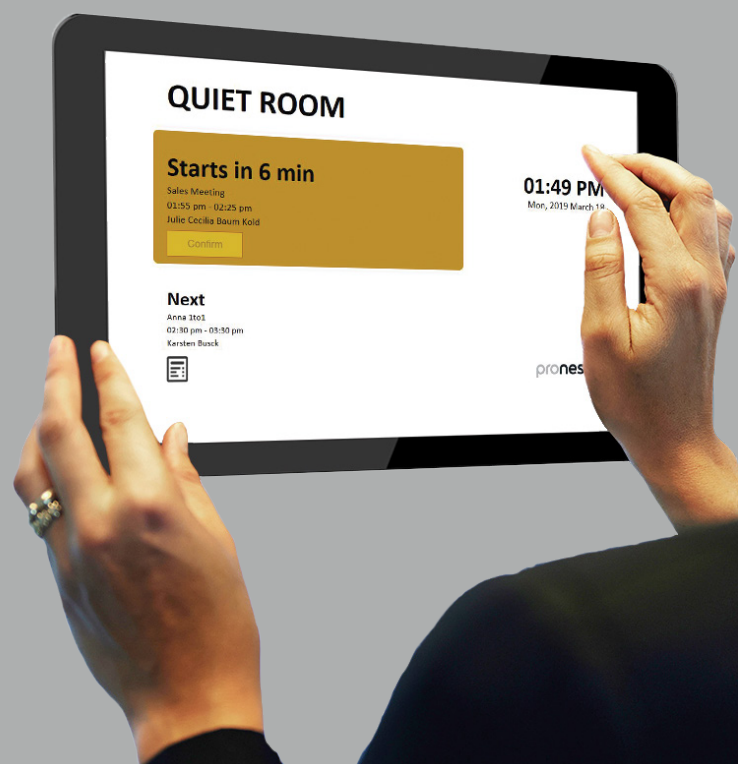 QUIET ROOM
Starts in 6 min
Sales Meeting
01:55 pm - 02:25 pm
Julie Cecilia Baum Kold
Confirm
01:49 PM
Mon, 2019 March 18
Next
Anna 1to1
02:30 pm - 03:30 pm
Karsten Busck
prones